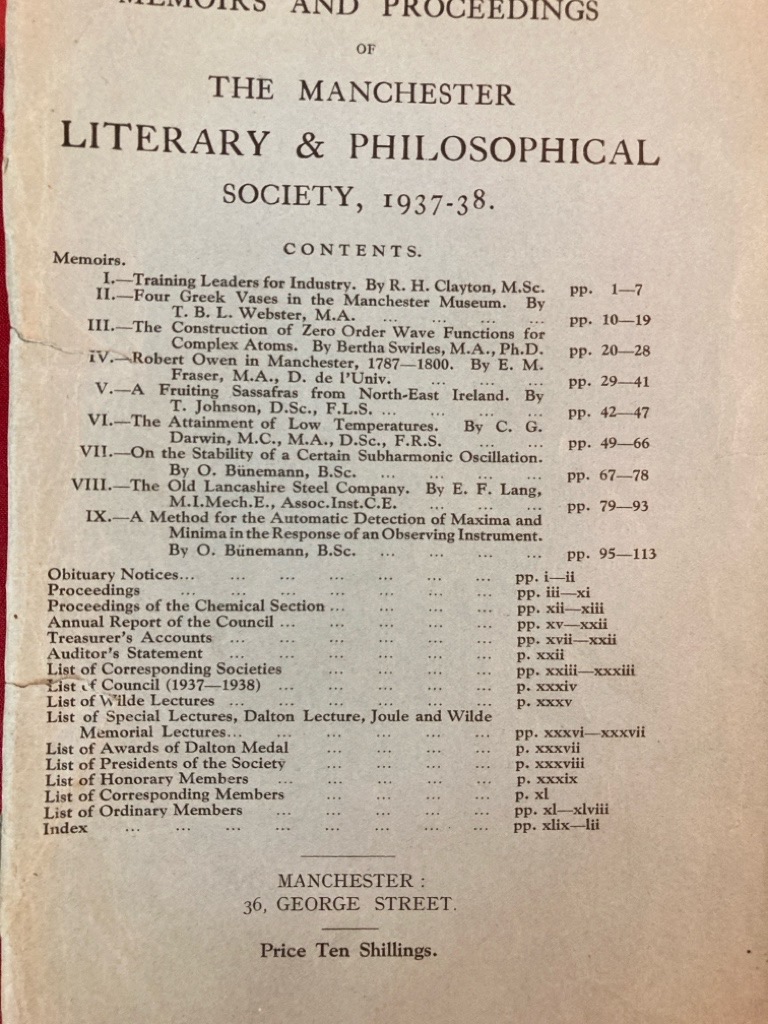 MEMOIRS AND PROCEEDINGS
OF
THE MANCHESTER
LITERARY & PHILOSOPHICAL
SOCIETY, 1937-38.
CONTENTS.
Memoirs.
I.—Training Leaders for Industry. By R. H. Clayton, M.Sc. pp. 1—7
II.—Four Greek Vases in the Manchester Museum. By
T. B. L. Webster, M.A. ... ... ... ... pp. 10—19
III.—The Construction of Zero Order Wave Functions for
Complex Atoms. By Bertha Swirles, M.A., Ph.D. pp. 20—28
IV.—Robert Owen in Manchester, 1787—1800. By E. M.
Fraser, M.A., D. de l'Univ. ... ... ... pp. 29—41
V.—A Fruiting Sassafras from North-East Ireland. By
T. Johnson, D.Sc., F.L.S. ... ... ... ... pp. 42—47
VI.—The Attainment of Low Temperatures. By C. G.
Darwin, M.C., M.A., D.Sc., F.R.S. ... ... pp. 49—66
VII.—On the Stability of a Certain Subharmonic Oscillation.
By O. Bünemann, B.Sc. ... ... ... ... pp. 67—78
VIII.—The Old Lancashire Steel Company. By E. F. Lang,
M.I.Mech.E., Assoc.Inst.C.E. ... ... ... pp. 79—93
IX.—A Method for the Automatic Detection of Maxima and
Minima in the Response of an Observing Instrument.
By O. Bünemann, B.Sc. ... ... ... ... pp. 95—113
Obituary Notices... ... ... ... ... ... ... pp. i—ii
Proceedings ... ... ... ... ... ... ... pp. iii—xi
Proceedings of the Chemical Section ... ... ... ... pp. xii—xiii
Annual Report of the Council ... ... ... ... ... pp. xv—xxii
Treasurer's Accounts ... ... ... ... ... ... pp. xvii—xxii
Auditor's Statement ... ... ... ... ... ... p. xxii
List of Corresponding Societies ... ... ... ... pp. xxiii—xxxiii
List of Council (1937—1938) ... ... ... ... ... p. xxxiv
List of Wilde Lectures ... ... ... ... ... ... p. xxxv
List of Special Lectures, Dalton Lecture, Joule and Wilde
Memorial Lectures... ... ... ... ... ... pp. xxxvi—xxxvii
List of Awards of Dalton Medal ... ... ... ... p. xxxvii
List of Presidents of the Society ... ... ... ... p. xxxviii
List of Honorary Members ... ... ... ... ... p. xxxix
List of Corresponding Members ... ... ... ... p. xl
List of Ordinary Members ... ... ... ... ... pp. xl—xlviii
Index ... ... ... ... ... ... ... ... pp. xlix—lii
MANCHESTER :
36, GEORGE STREET.
Price Ten Shillings.